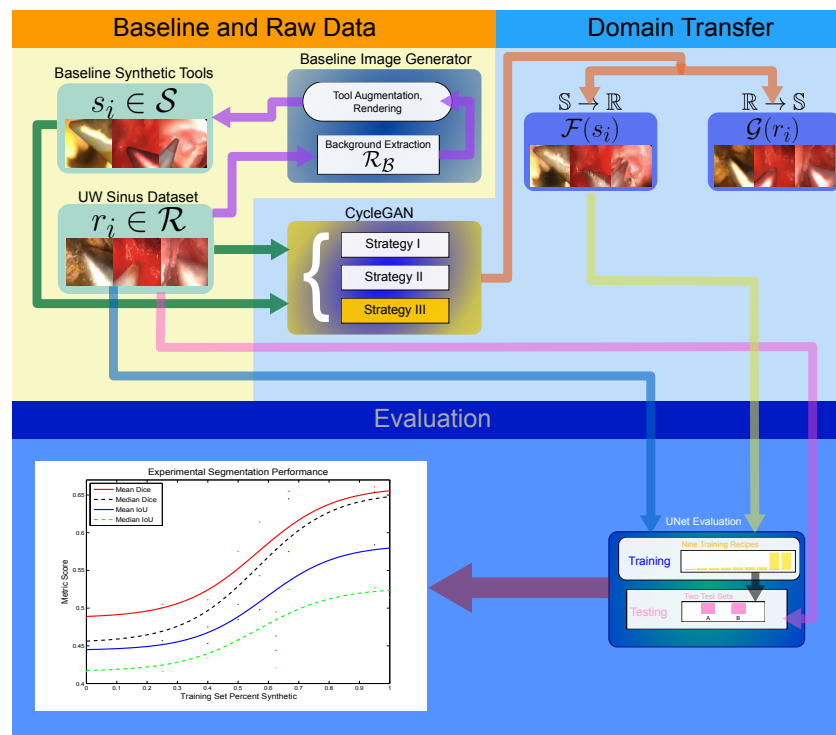 Baseline and Raw Data
Domain Transfer
Baseline Synthetic Tools
s_i ∈ S
Baseline Image Generator
Tool Augmentation,
Rendering
Background Extraction
R_B
UW Sinus Dataset
r_i ∈ R
CycleGAN
{
Strategy I
Strategy II
Strategy III
𝕊 → ℝ
F(s_i)
ℝ → 𝕊
G(r_i)
Evaluation
Experimental Segmentation Performance
Mean Dice
Median Dice
Mean IoU
Median IoU
Metric Score
0.65
0.6
0.55
0.5
0.45
0.4
0 0.1 0.2 0.3 0.4 0.5 0.6 0.7 0.8 0.9 1
Training Set Percent Synthetic
UNet Evaluation
Nine Training Recipes
Training
Two Test Sets
Testing
A B